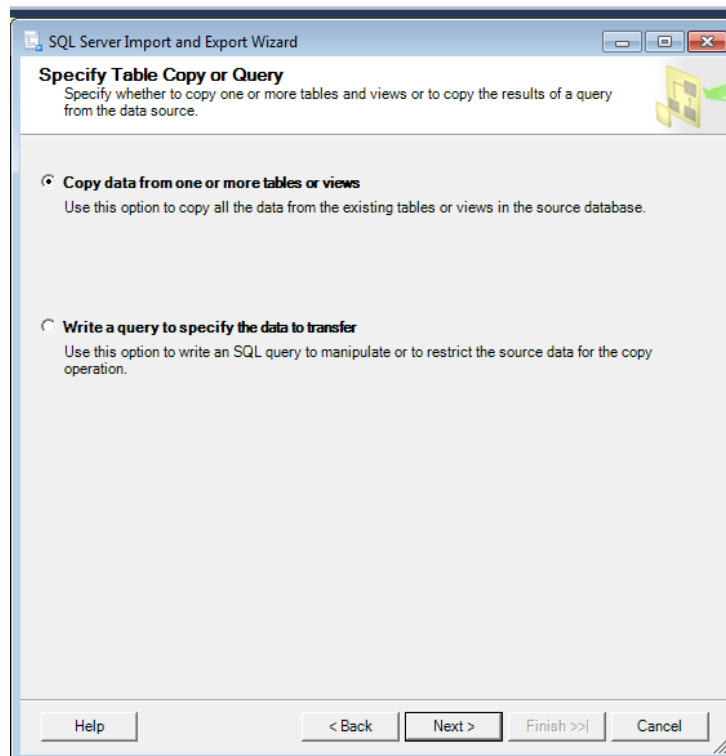 SQL Server Import and Export Wizard
Specify Table Copy or Query
Specify whether to copy one or more tables and views or to copy the results of a query
from the data source.
Copy data from one or more tables or views
Use this option to copy all the data from the existing tables or views in the source database.
Write a query to specify the data to transfer
Use this option to write an SQL query to manipulate or to restrict the source data for the copy
operation.
Help
< Back
Next >
Finish >>|
Cancel